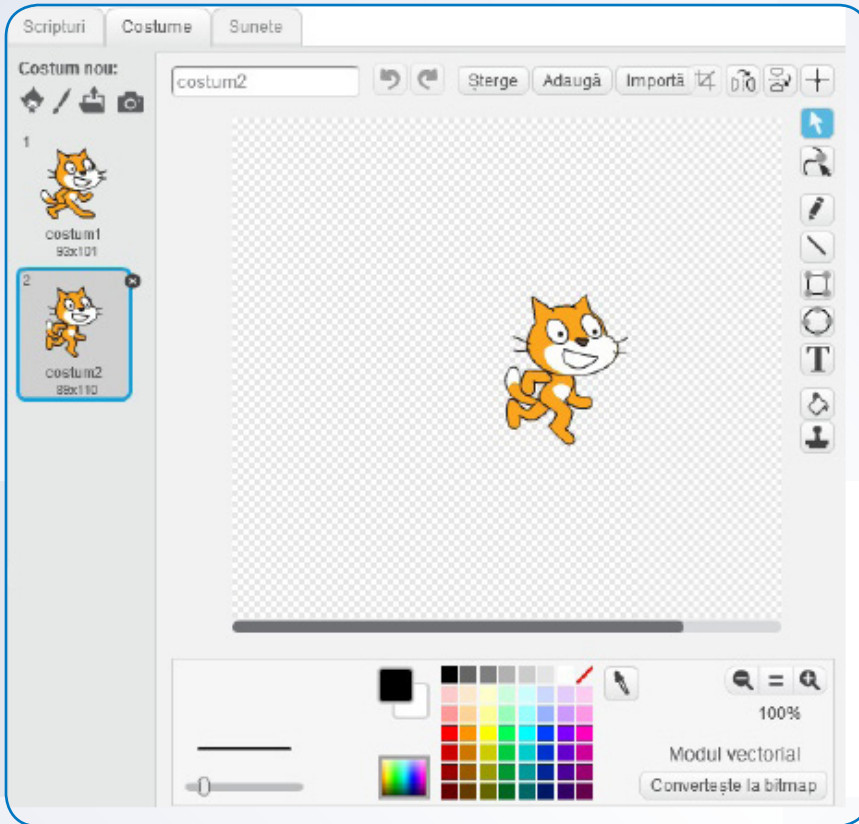 Scripturi Costume Sunete
Costum nou:
costum2 Șterge Adaugă Importă
1
costum1
93x101
2
costum2
89x110
T
100%
Modul vectorial
Convertește la bitmap